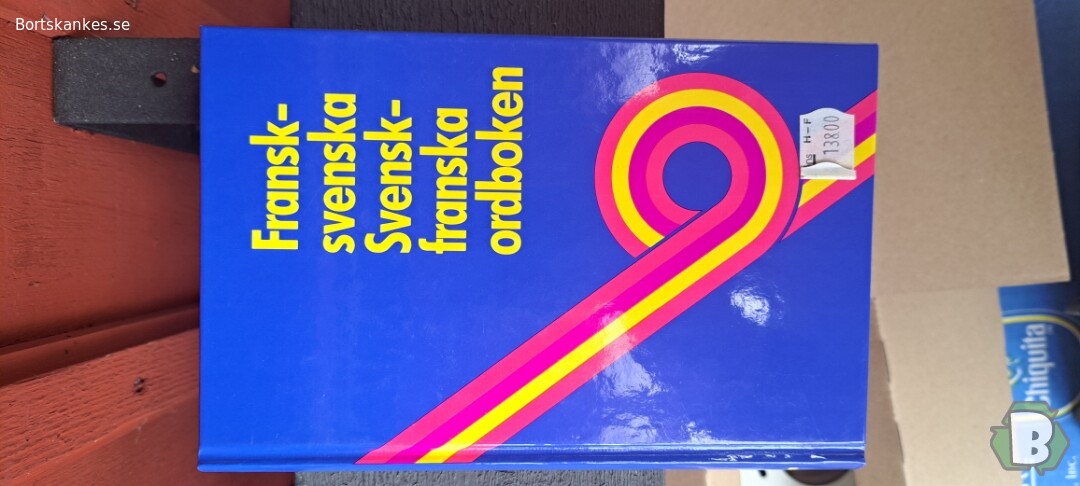 Bortskankes.se
Fransk-
svenska
Svensk-
franska
ordboken
H-F
13800
Chiquita
B